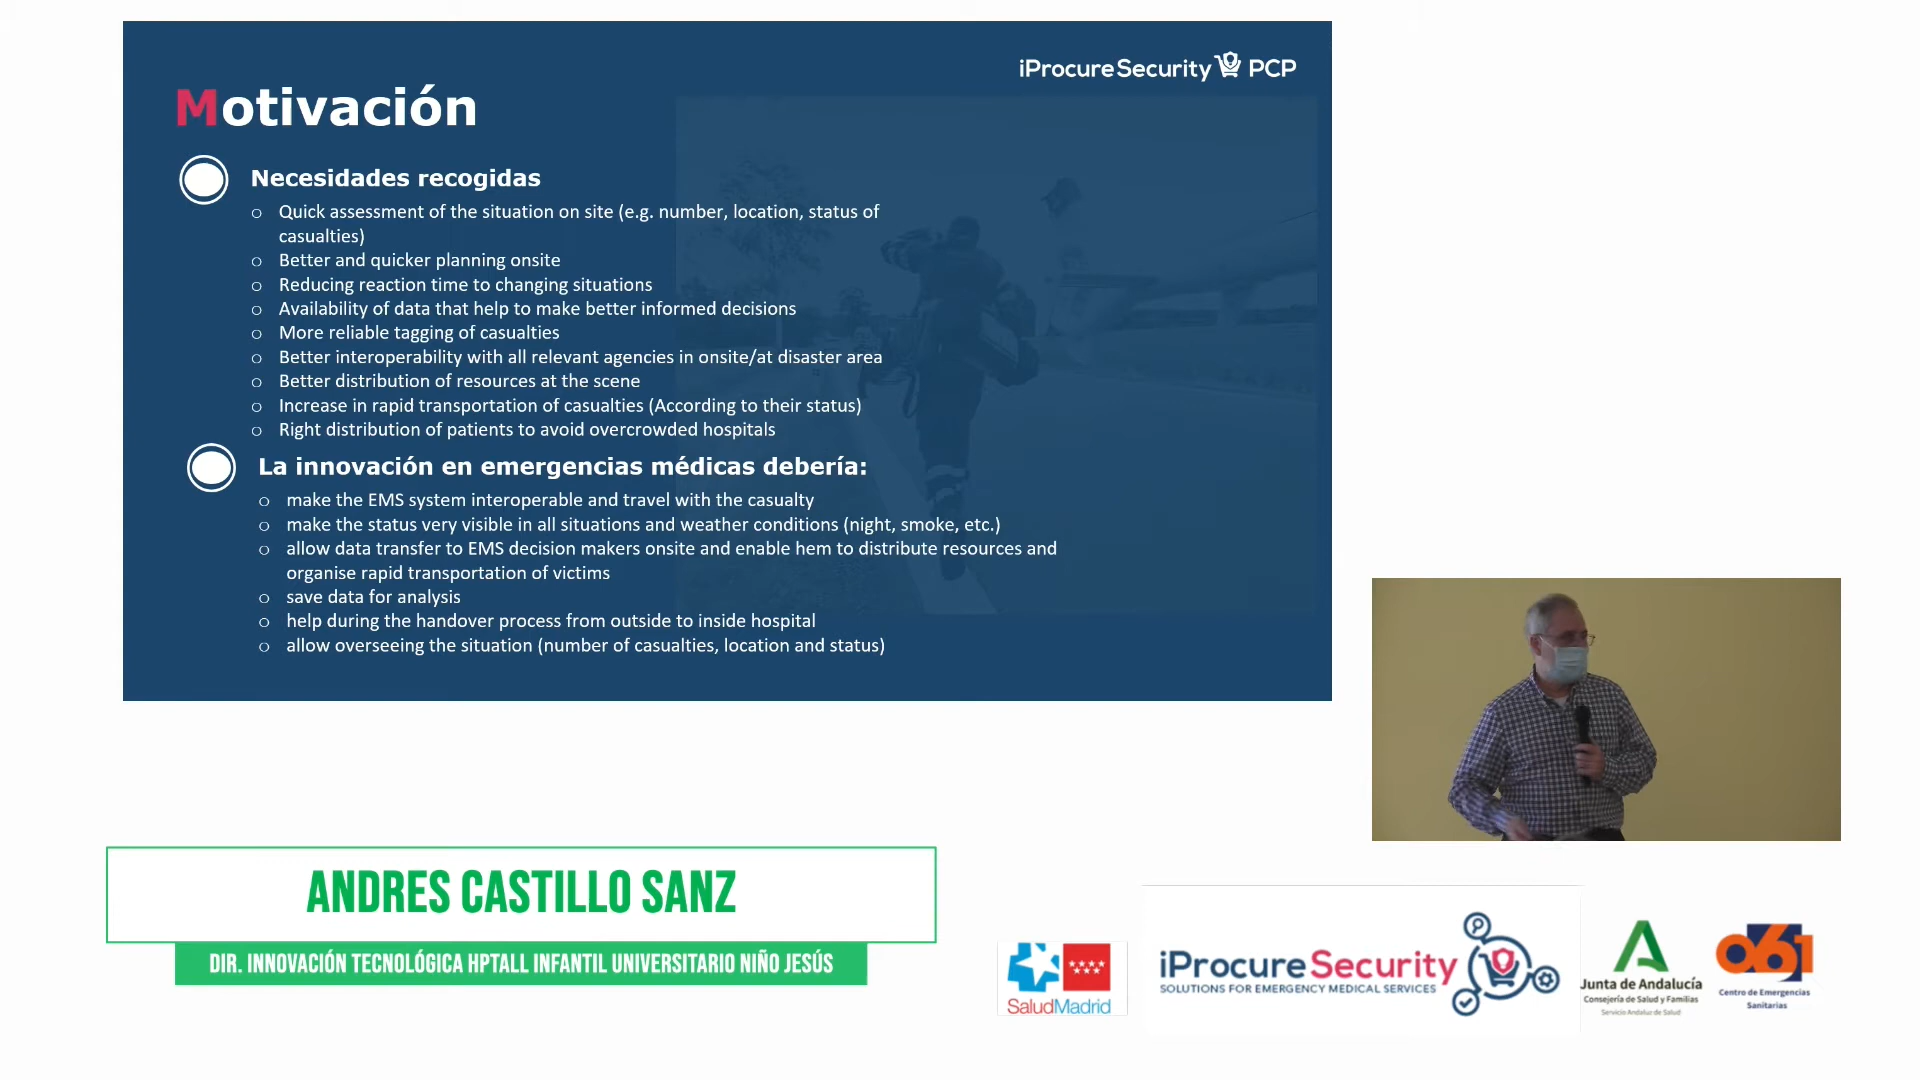 iProcureSecurity PCP
Motivación
Necesidades recogidas
Quick assessment of the situation on site (e.g. number, location, status of
casualties)
Better and quicker planning onsite
Reducing reaction time to changing situations
Availability of data that help to make better informed decisions
More reliable tagging of casualties
Better interoperability with all relevant agencies in onsite/at disaster area
Better distribution of resources at the scene
Increase in rapid transportation of casualties (According to their status)
Right distribution of patients to avoid overcrowded hospitals
La innovación en emergencias médicas debería:
make the EMS system interoperable and travel with the casualty
make the status very visible in all situations and weather conditions (night, smoke, etc.)
allow data transfer to EMS decision makers onsite and enable hem to distribute resources and
organise rapid transportation of victims
save data for analysis
help during the handover process from outside to inside hospital
allow overseeing the situation (number of casualties, location and status)
ANDRES CASTILLO SANZ
DIR. INNOVACIÓN TECNOLÓGICA HPTALL INFANTIL UNIVERSITARIO NIÑO JESÚS
SaludMadrid
iProcureSecurity
SOLUTIONS FOR EMERGENCY MEDICAL SERVICES
Junta de Andalucía
Consejería de Salud y Familias
Servicio Andaluz de Salud
061
Centro de Emergencias
Sanitarias